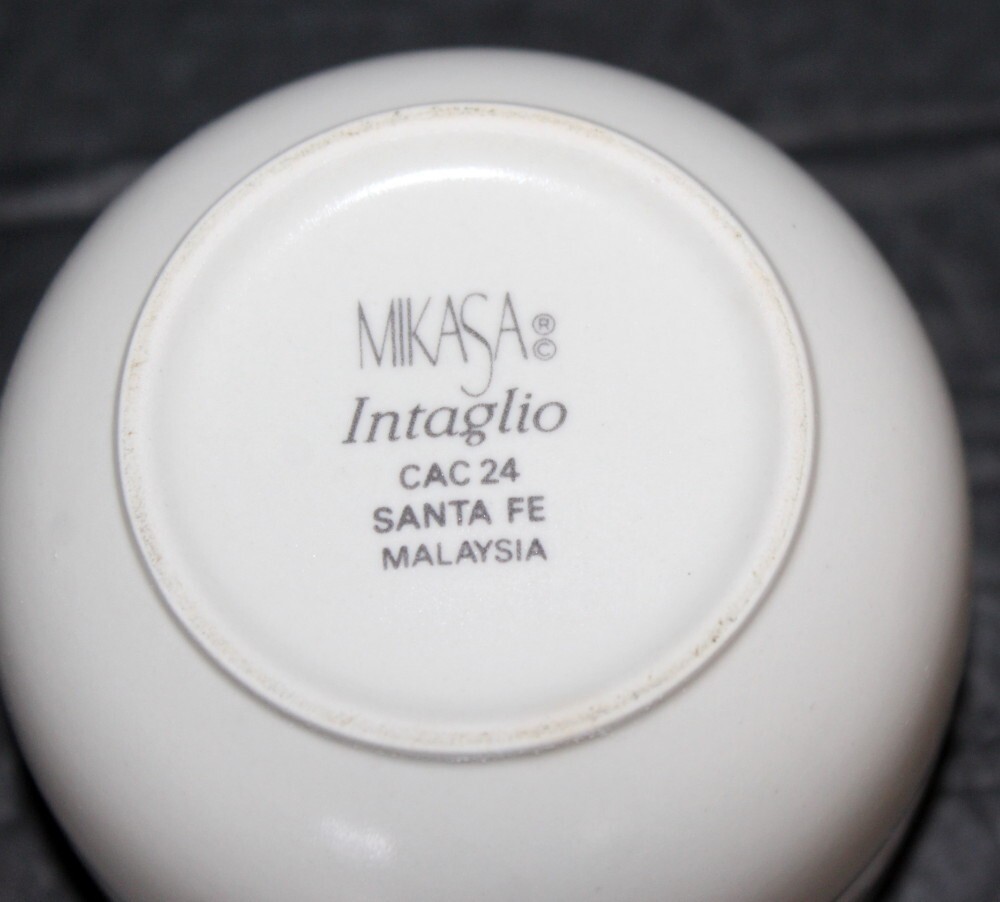 MIKASA ® ©
Intaglio
CAC 24
SANTA FE
MALAYSIA